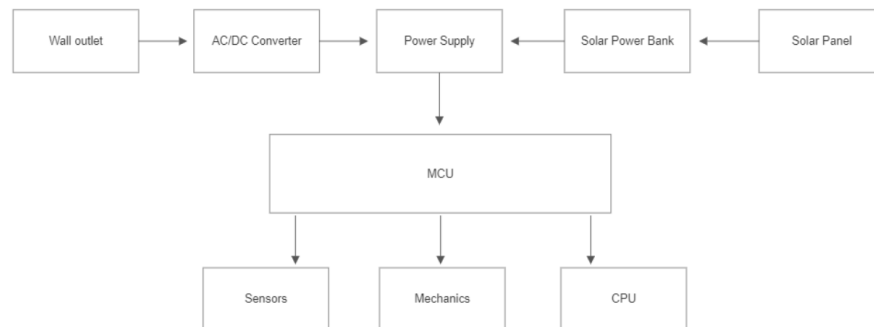 Wall outlet
AC/DC Converter
Power Supply
Solar Power Bank
Solar Panel
MCU
Sensors
Mechanics
CPU